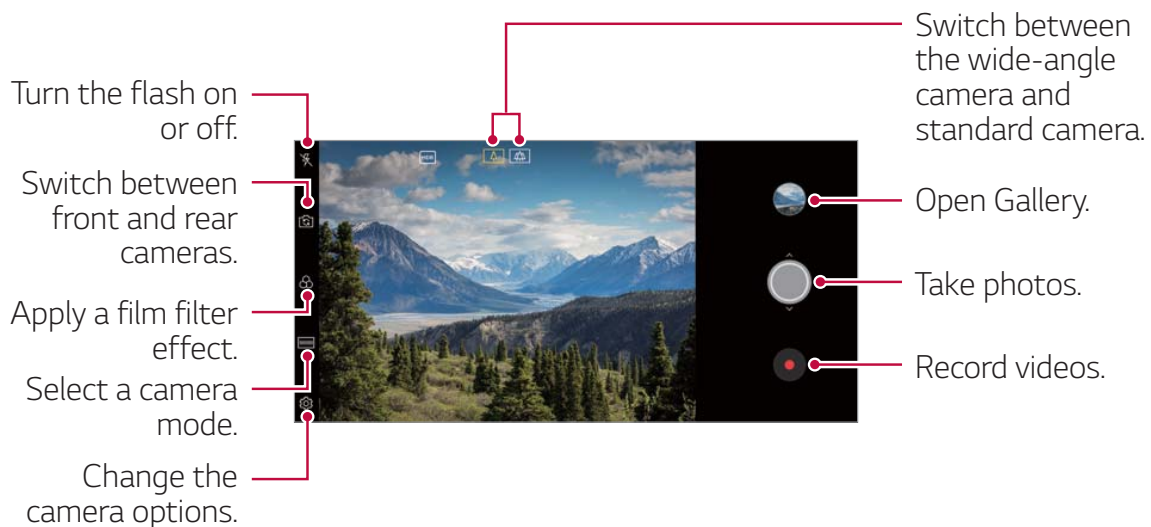 Turn the flash on
or off.
Switch between
front and rear
cameras.
Apply a film filter
effect.
Select a camera
mode.
Change the
camera options.
HDR
Switch between
the wide-angle
camera and
standard camera.
Open Gallery.
Take photos.
Record videos.